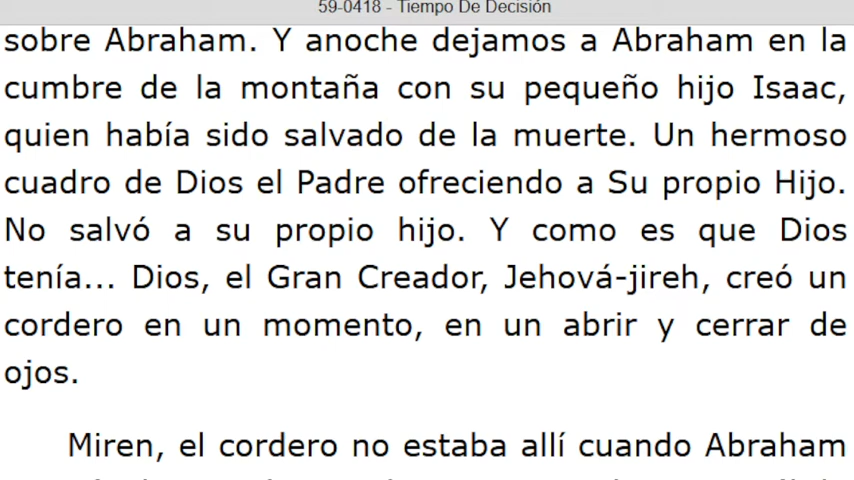 59-0418 - Tiempo De Decisión
sobre Abraham. Y anoche dejamos a Abraham en la
cumbre de la montaña con su pequeño hijo Isaac,
quien había sido salvado de la muerte. Un hermoso
cuadro de Dios el Padre ofreciendo a Su propio Hijo.
No salvó a su propio hijo. Y como es que Dios
tenía... Dios, el Gran Creador, Jehová-jireh, creó un
cordero en un momento, en un abrir y cerrar de
ojos.
Miren, el cordero no estaba allí cuando Abraham